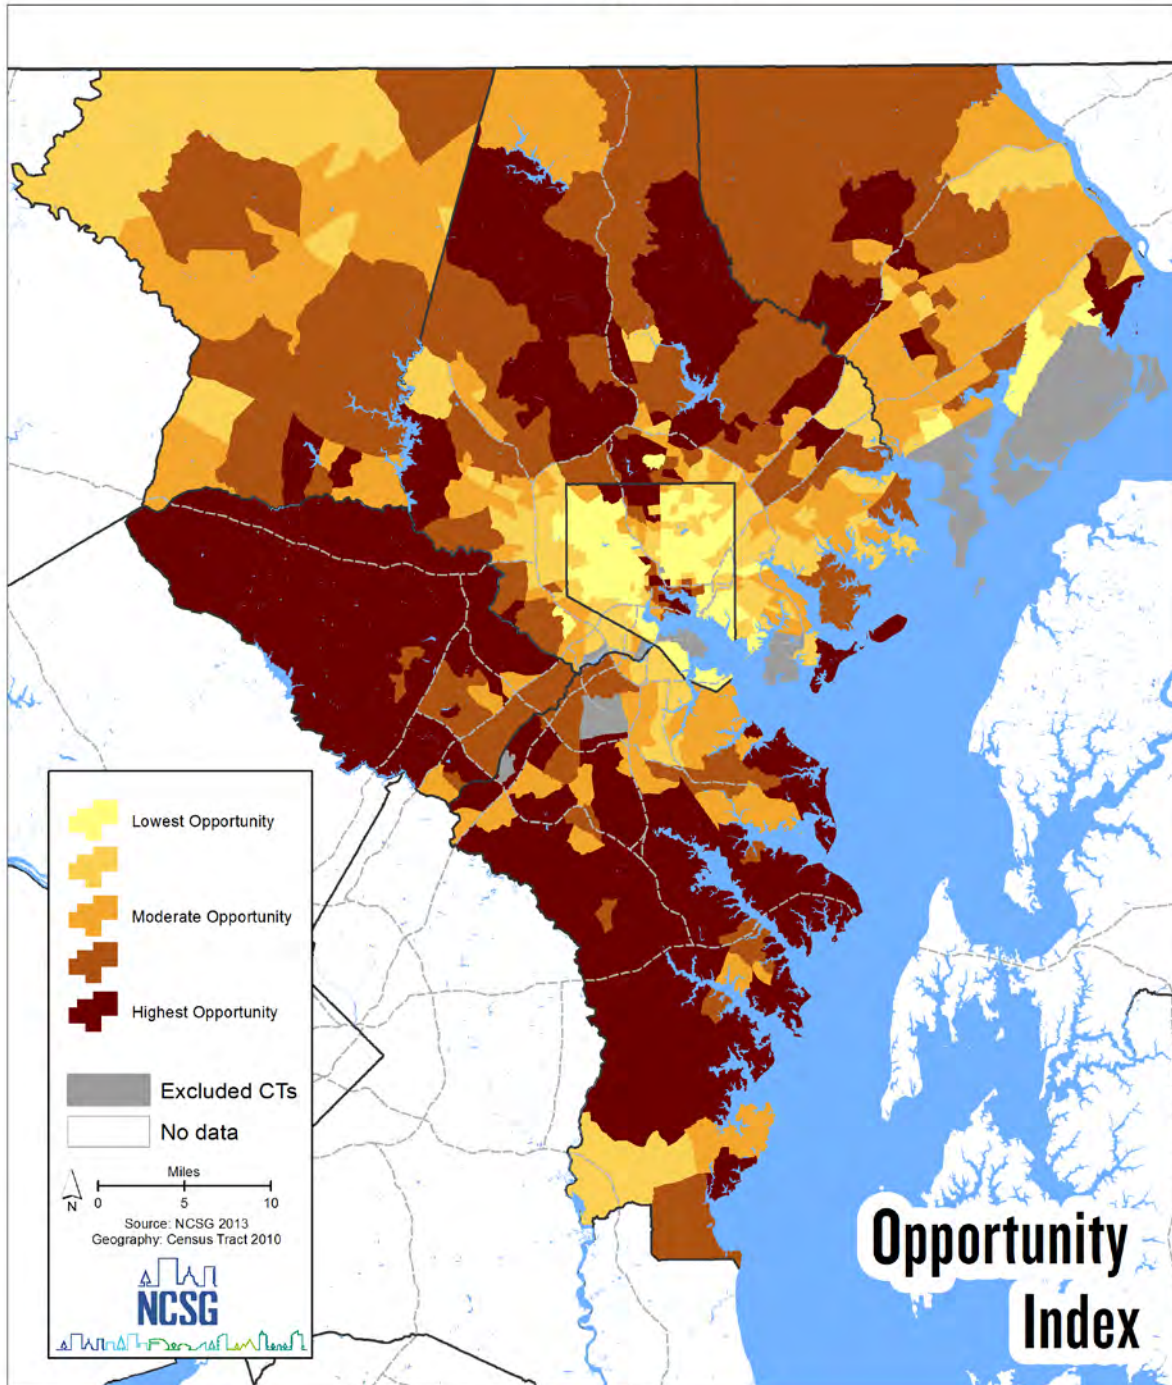 Lowest Opportunity
Moderate Opportunity
Highest Opportunity
Excluded CTs
No data
Miles
N
0 5 10
Source: NCSG 2013
Geography: Census Tract 2010
NCSG
Opportunity
Index